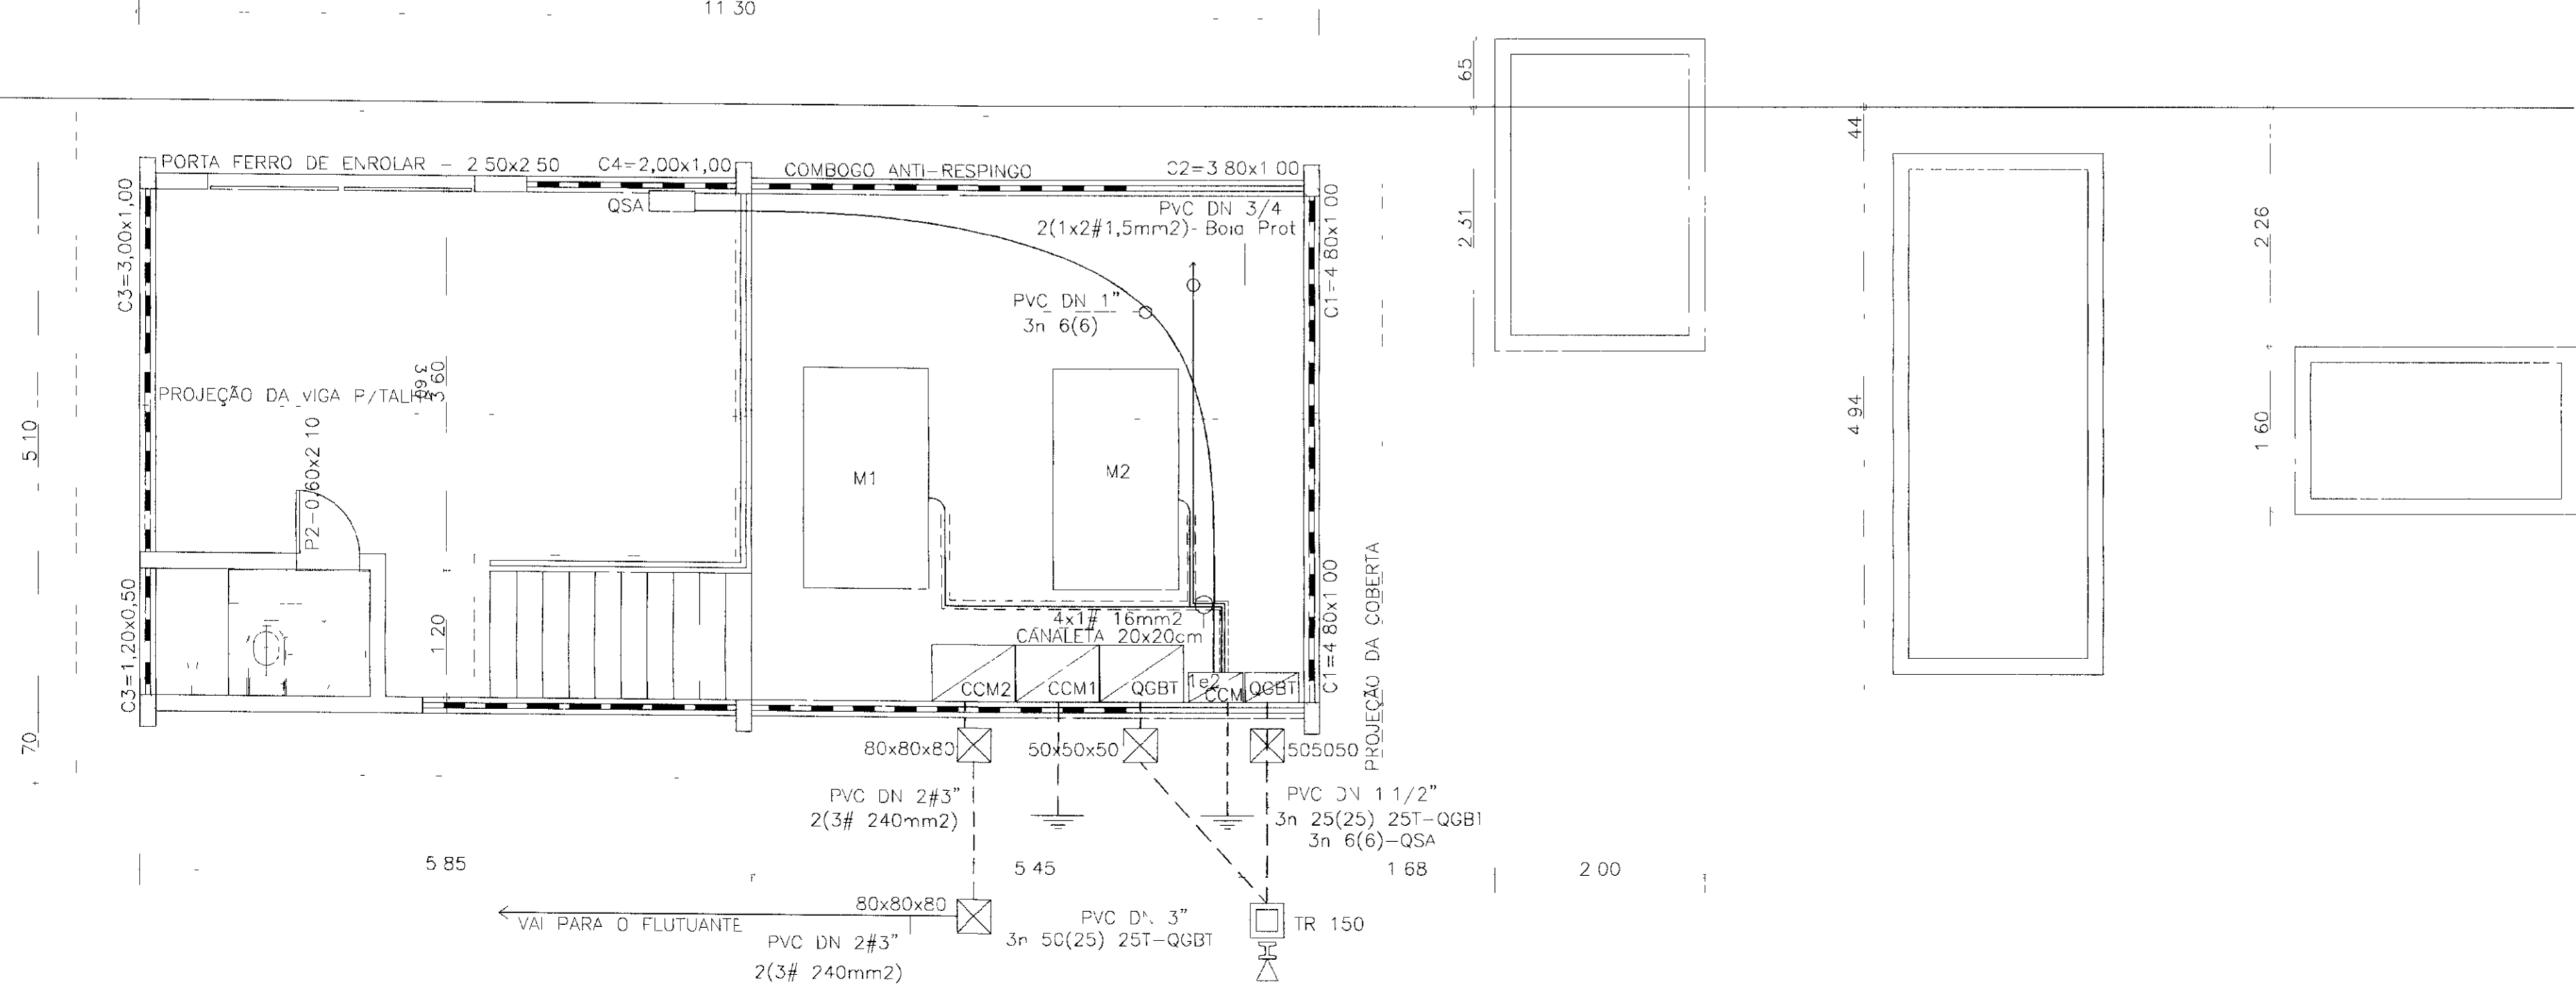 11 30
65
2 31
44
4 94
2 26
1 60
PORTA FERRO DE ENROLAR - 2 50x2 50
C4=2,00x1,00
COMBOGO ANTI-RESPINGO
C2=3 80x1 00
C3=3,00x1,00
QSA
PVC DN 3/4
2(1x2#1,5mm2)- Boia Prot
C1=4 80x1 00
PVC DN 1"
3n 6(6)
3 60
3 60
PROJEÇÃO DA VIGA P/TALHA
5 10
P2-0/60x2 10
M1
M2
C3=1,20x0,50
1 20
4x1# 16mm2
CANALETA 20x20cm
C1=4 80x1 00
PROJEÇÃO DA COBERTA
CCM2
CCM1
QGBT
1e2
CCM
QGBT
70
80x80x80
50x50x50
505050
PVC DN 2#3"
2(3# 240mm2)
PVC DN 1 1/2"
3n 25(25) 25T-QGBT
3n 6(6)-QSA
5 85
5 45
1 68
2 00
80x80x80
VAI PARA O FLUTUANTE
PVC DN 3"
3n 50(25) 25T-QGBT
TR 150
PVC DN 2#3"
2(3# 240mm2)